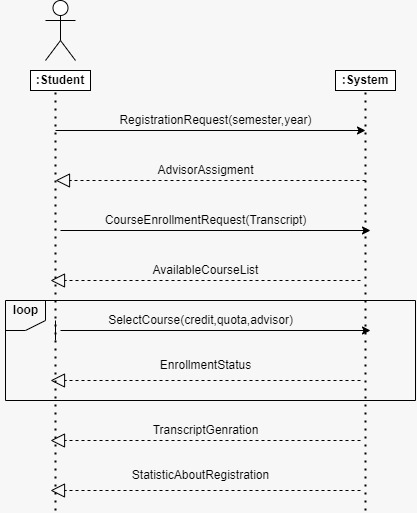 :Student
:System
RegistrationRequest(semester,year)
AdvisorAssigment
CourseEnrollmentRequest(Transcript)
AvailableCourseList
loop
SelectCourse(credit,quota,advisor)
EnrollmentStatus
TranscriptGenration
StatisticAboutRegistration